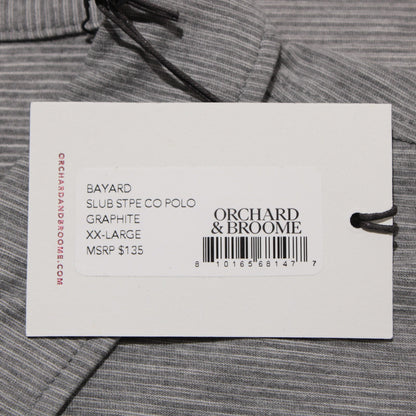 ORCHARDANDBROOME.COM
BAYARD
SLUB STPE CO POLO
GRAPHITE
XX-LARGE
MSRP $135
ORCHARD
& BROOME
8 10165 68147 7